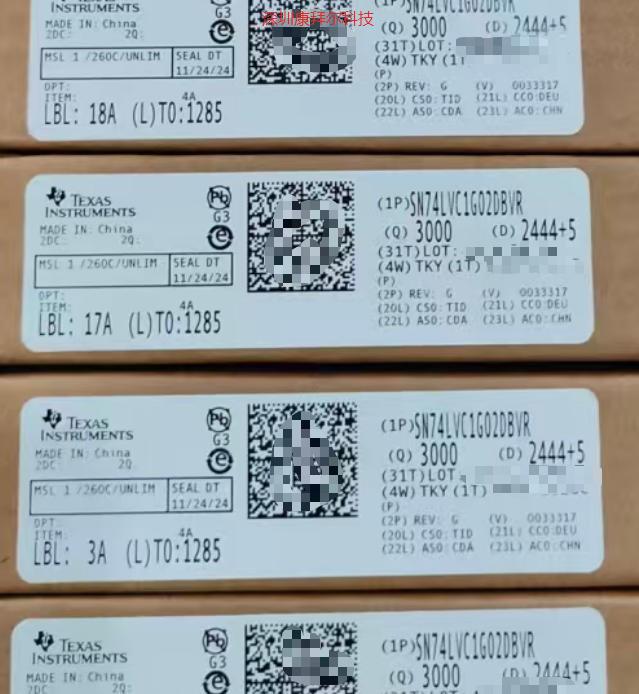 深圳康拜尔科技
(1P)SN74LVC1G02DBVR
G3
MADE IN: China
2DC: 2Q:
(Q) 3000 (D) 2444+5
(31T)LOT:
(4W) TKY (1T
MSL 1 /260C/UNLIM
SEAL DT
11/24/24
(P)
(2P) REV: G (V) 0033317
(20L) CSO: TID (21L) CCO:DEU
(22L) ASO: CDA (23L) ACO: CHN
OPT:
ITEM:
4A
LBL: 18A (L)TO:1285
TEXAS
INSTRUMENTS
Pb
G3
e
MADE IN: China
2DC: 2Q:
(1P)SN74LVC1G02DBVR
(Q) 3000 (D) 2444+5
(31T)LOT:
(4W) TKY (1T)
MSL 1 /260C/UNLIM
SEAL DT
11/24/24
(P)
(2P) REV: G (V) 0033317
(20L) CSO: TID (21L) CCO:DEU
(22L) ASO: CDA (23L) ACO: CHN
OPT:
ITEM:
4A
LBL: 17A (L)TO:1285
TEXAS
INSTRUMENTS
Pb
G3
e
MADE IN: China
2DC: 2Q:
(1P)SN74LVC1G02DBVR
(Q) 3000 (D) 2444+5
(31T)LOT:
(4W) TKY (1T)
MSL 1 /260C/UNLIM
SEAL DT
11/24/24
(P)
(2P) REV: G (V) 0033317
(20L) CSO: TID (21L) CCO:DEU
(22L) ASO: CDA (23L) ACO: CHN
OPT:
ITEM:
4A
LBL: 3A (L)TO:1285
TEXAS
INSTRUMENTS
Pb
G3
e
MADE IN: China
2DC: 2Q:
(1P)SN74LVC1G02DBVR
(Q) 3000 (D) 2444+5